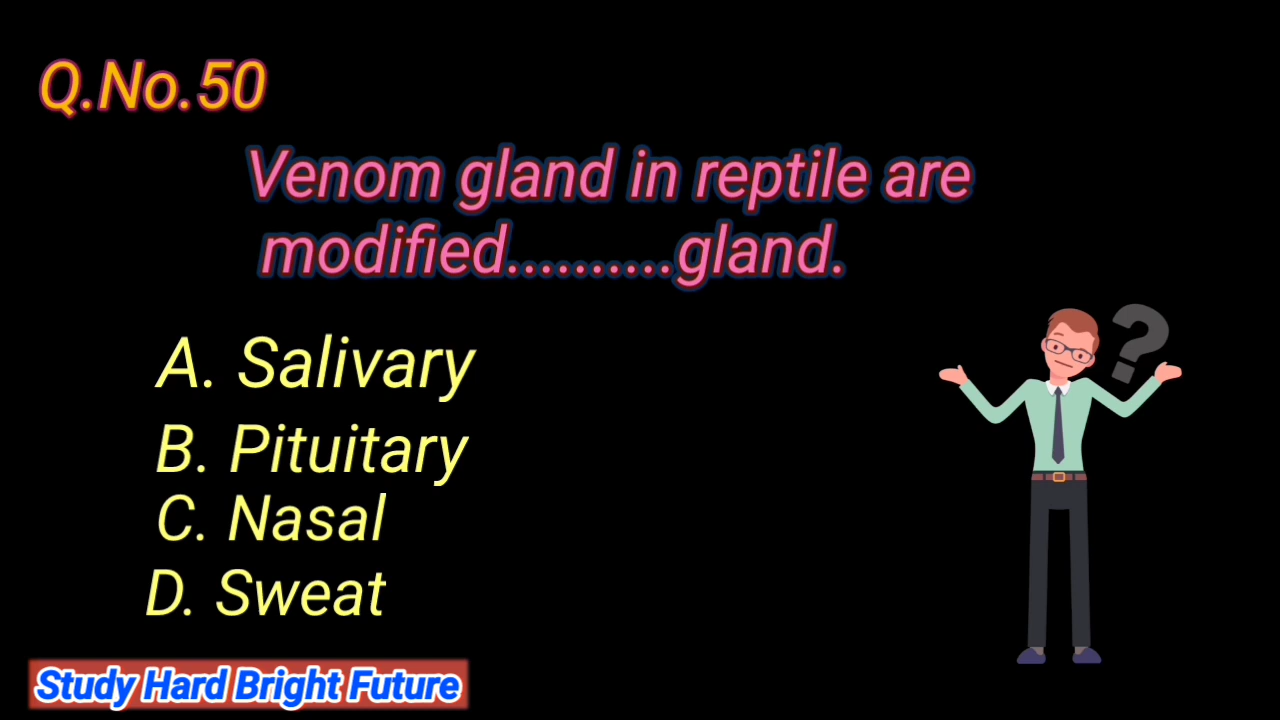 Q.No.50
Venom gland in reptile are
modified..........gland.
A. Salivary
B. Pituitary
C. Nasal
D. Sweat
Study Hard Bright Future